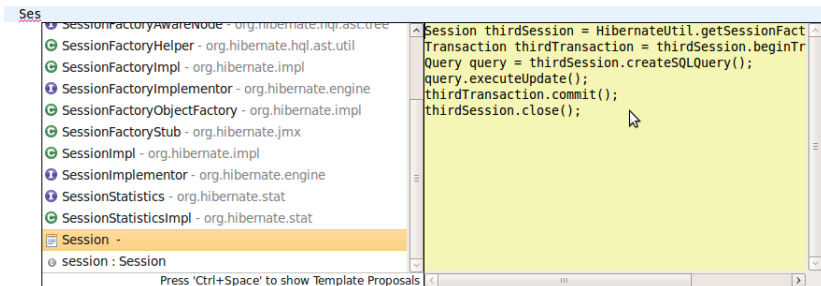 Ses
SessionFactoryAwareNode - org.hibernate.hql.ast.tree
SessionFactoryHelper - org.hibernate.hql.ast.util
SessionFactoryImpl - org.hibernate.impl
SessionFactoryImplementor - org.hibernate.engine
SessionFactoryObjectFactory - org.hibernate.impl
SessionFactoryStub - org.hibernate.jmx
SessionImpl - org.hibernate.impl
SessionImplementor - org.hibernate.engine
SessionStatistics - org.hibernate.stat
SessionStatisticsImpl - org.hibernate.stat
Session -
session : Session
Press 'Ctrl+Space' to show Template Proposals
Session thirdSession = HibernateUtil.getSessionFact
Transaction thirdTransaction = thirdSession.beginTr
Query query = thirdSession.createSQLQuery();
query.executeUpdate();
thirdTransaction.commit();
thirdSession.close();